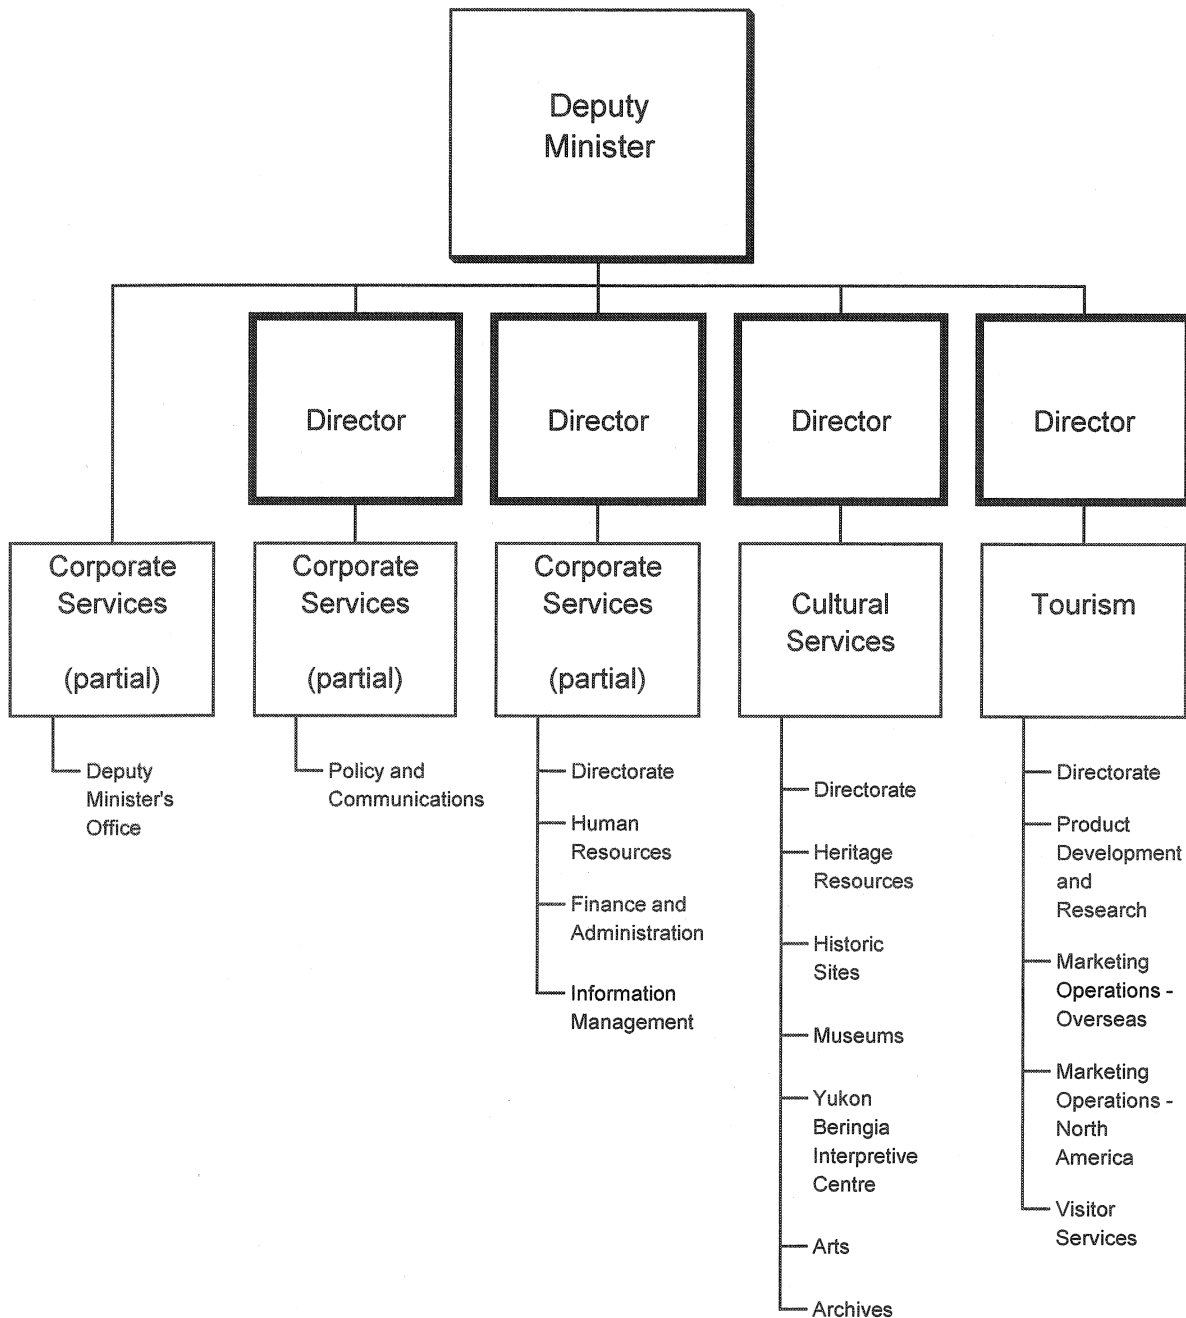 Deputy
Minister
Director
Director
Director
Director
Corporate
Services
(partial)
Corporate
Services
(partial)
Corporate
Services
(partial)
Cultural
Services
Tourism
Deputy
Minister's
Office
Policy and
Communications
Directorate
Human
Resources
Finance and
Administration
Information
Management
Directorate
Heritage
Resources
Historic
Sites
Museums
Yukon
Beringia
Interpretive
Centre
Arts
Archives
Directorate
Product
Development
and
Research
Marketing
Operations -
Overseas
Marketing
Operations -
North
America
Visitor
Services